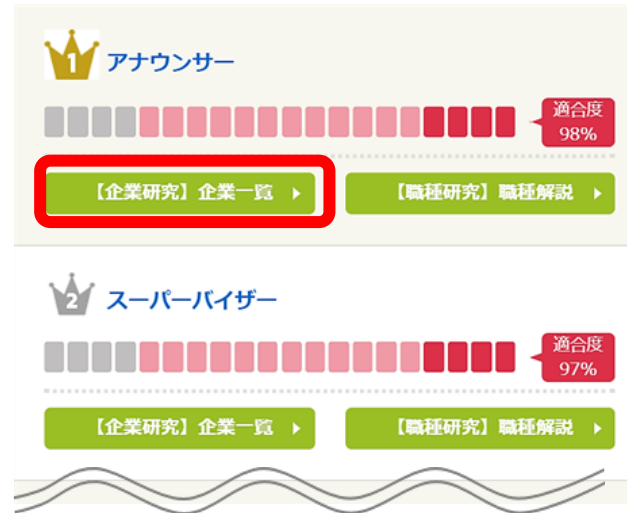 1 アナウンサー
適合度
98%
【企業研究】企業一覧
【職種研究】職種解説
2 スーパーバイザー
適合度
97%
【企業研究】企業一覧
【職種研究】職種解説